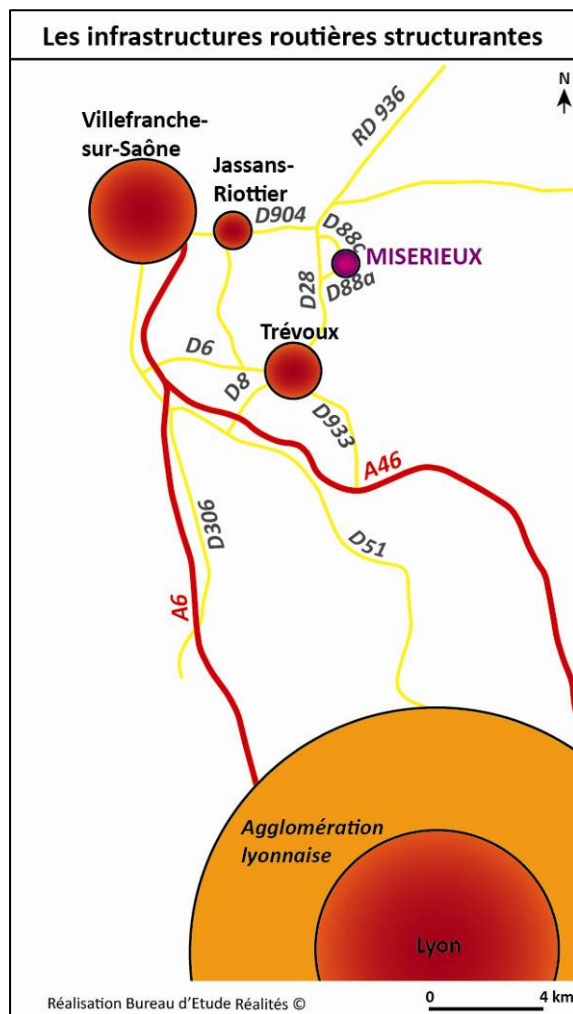 Les infrastructures routières structurantes
N
RD 936
Villefranche-
sur-Saône
Jassans-
Riottier
D904
D88c
MISERIEUX
D88a
D28
Trévoux
D6
D8
D933
A46
D306
D51
A6
Agglomération
lyonnaise
Lyon
Réalisation Bureau d'Etude Réalités ©
0 4 km